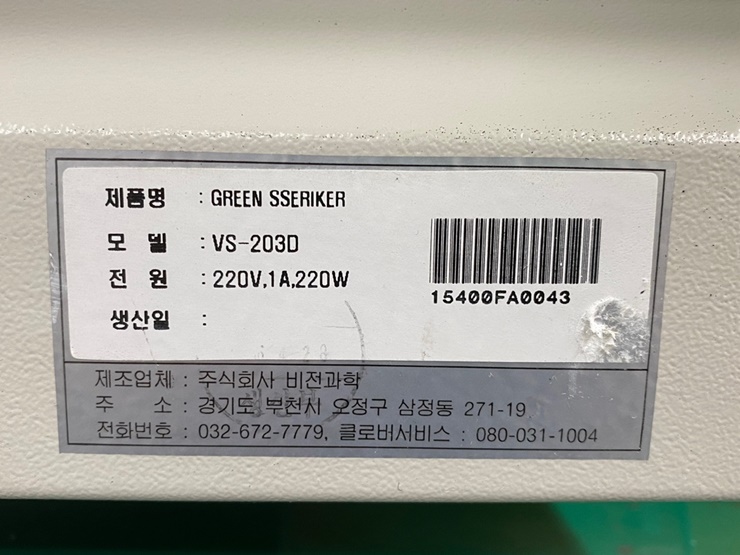 제품명 : GREEN SSERIKER
모 델 : VS-203D
전 원 : 220V,1A,220W
15400FA0043
생산일 :
제조업체 : 주식회사 비전과학
주 소 : 경기도 부천시 오정구 삼정동 271-19
전화번호 : 032-672-7779, 클로버서비스 : 080-031-1004